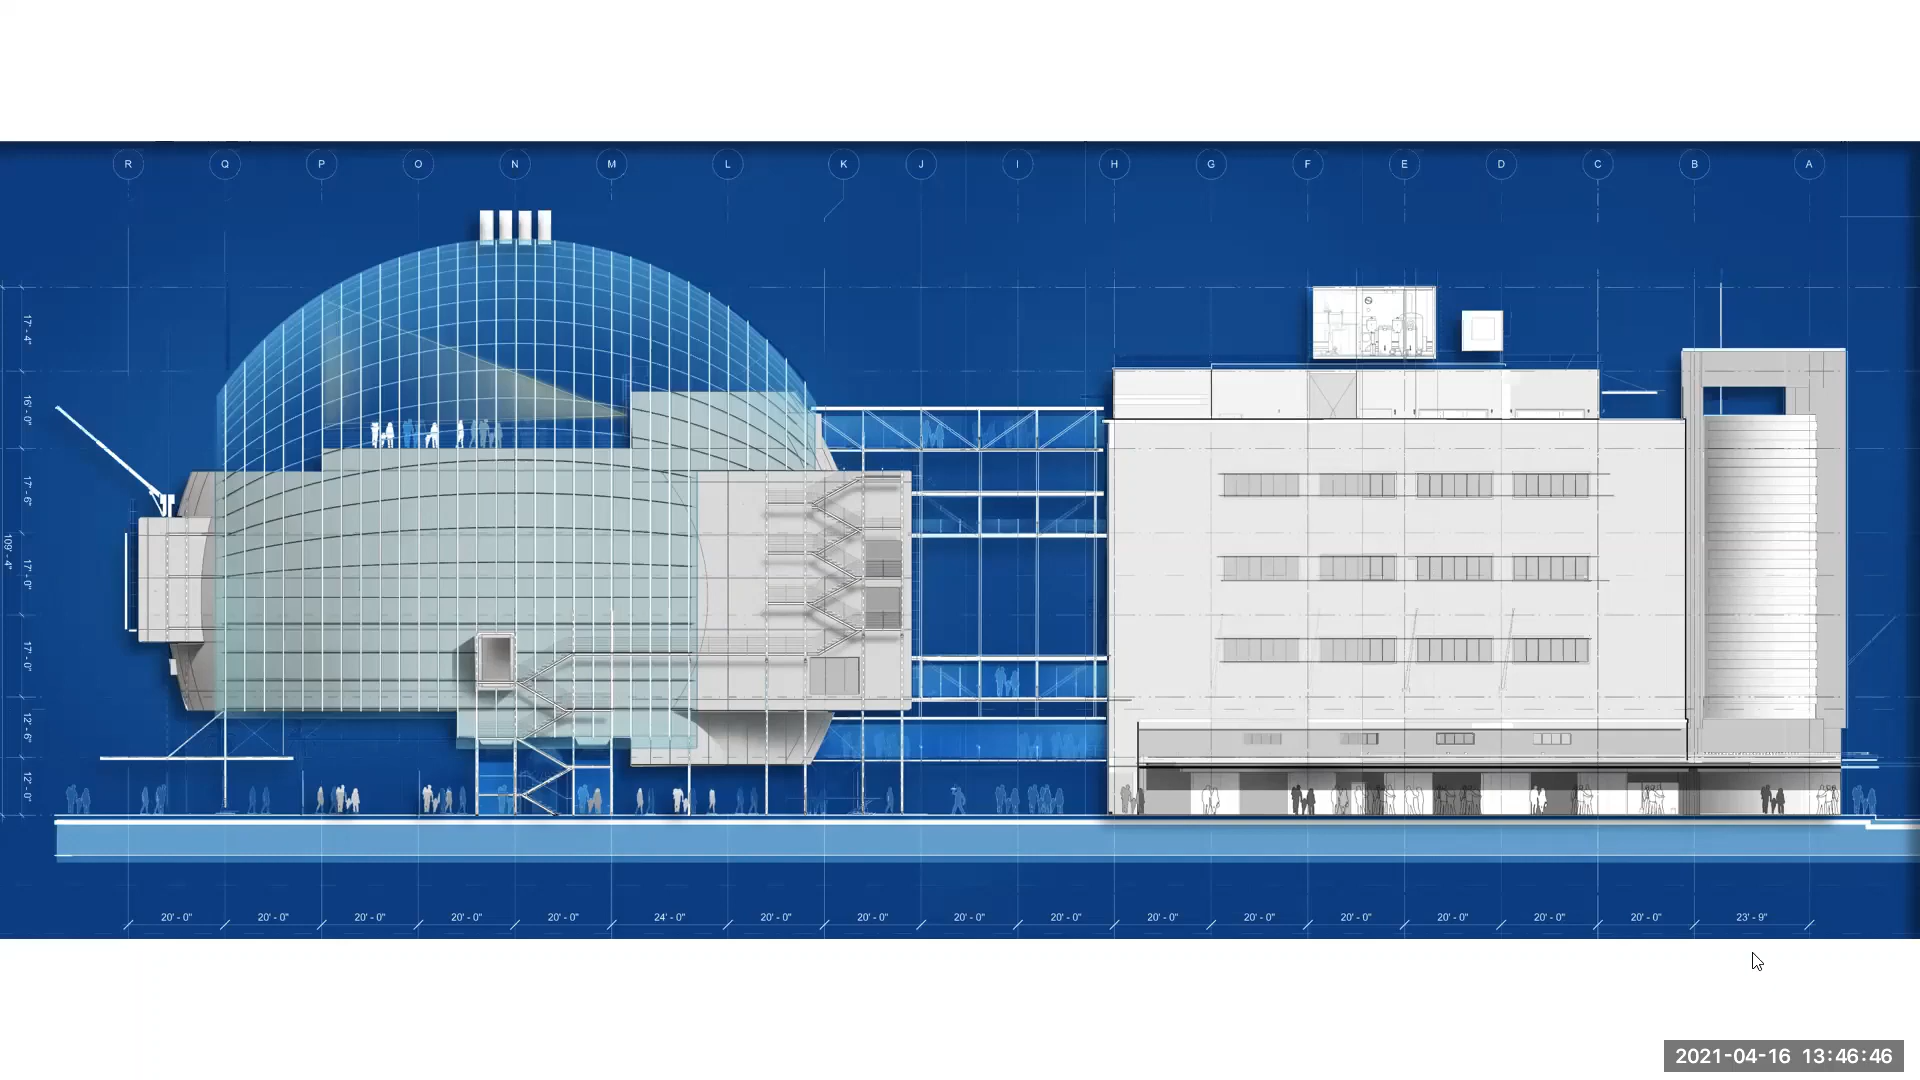 R Q P O N M L K J I H G F E D C B A
17' - 4"
16' - 0"
17' - 6"
109' - 4"
17' - 0"
17' - 0"
12' - 6"
12' - 0"
20' - 0" 20' - 0" 20' - 0" 20' - 0" 20' - 0" 24' - 0" 20' - 0" 20' - 0" 20' - 0" 20' - 0" 20' - 0" 20' - 0" 20' - 0" 20' - 0" 20' - 0" 20' - 0" 23' - 9"
2021-04-16 13:46:46